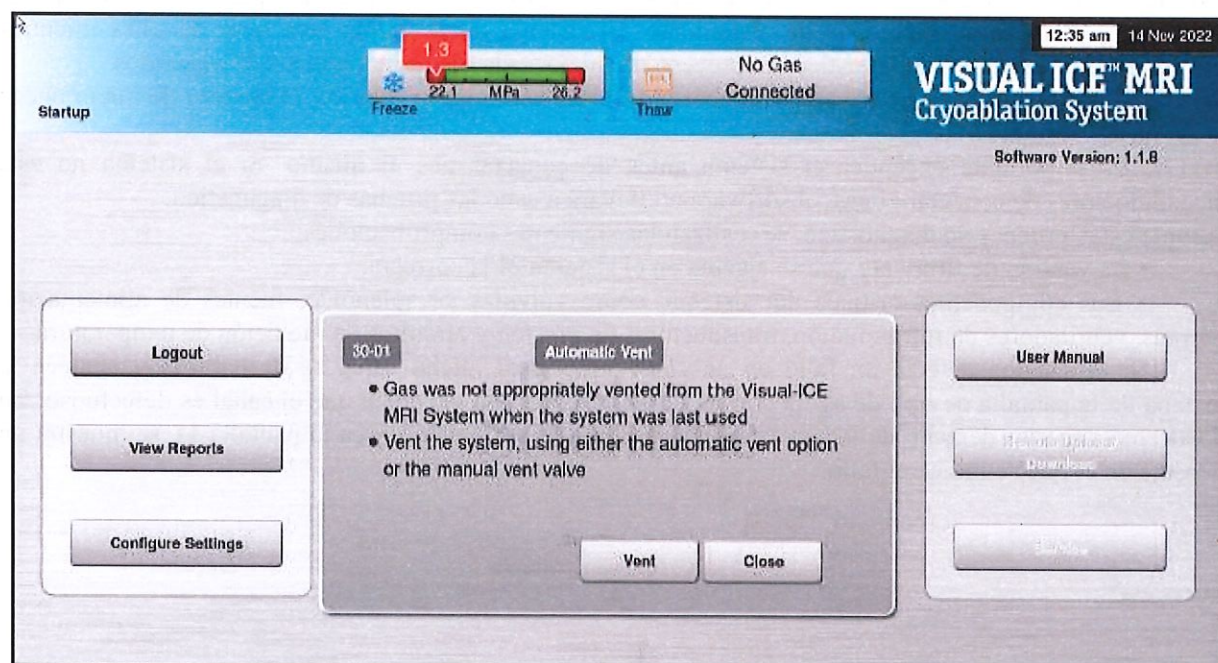 12:35 am 14 Nov 2022
1.3
22.1 MPa 26.2
Freeze
No Gas
Connected
Thaw
VISUAL ICE™ MRI
Cryoablation System
Startup
Software Version: 1.1.8
Logout
View Reports
Configure Settings
30-01 Automatic Vent
• Gas was not appropriately vented from the Visual-ICE
MRI System when the system was last used
• Vent the system, using either the automatic vent option
or the manual vent valve
Vent Close
User Manual
Download